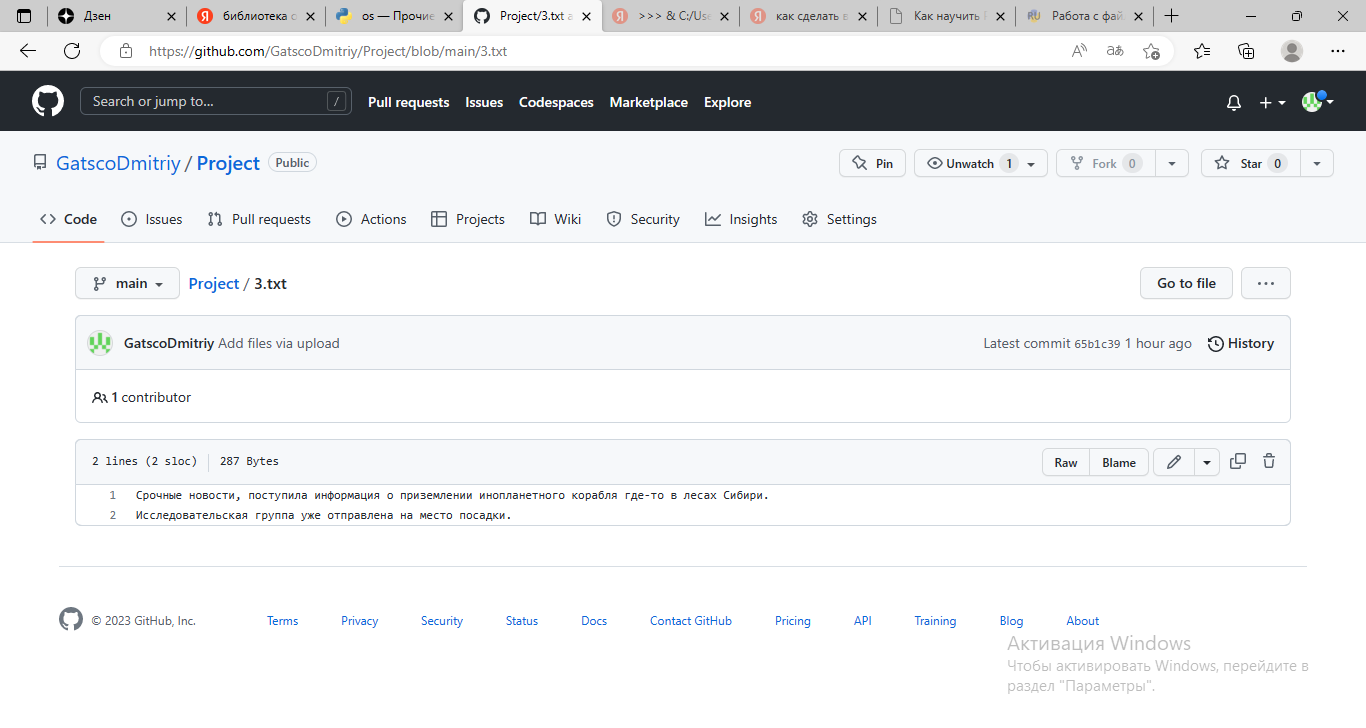 Дзен
библиотека
os — Прочие
Project/3.txt
>>> & C:/Use
как сделать
Как научить
Работа с фай
https://github.com/GatscoDmitriy/Project/blob/main/3.txt
Search or jump to...
/
Pull requests Issues Codespaces Marketplace Explore
GatscoDmitriy / Project Public
Pin
Unwatch 1
Fork 0
Star 0
Code Issues Pull requests Actions Projects Wiki Security Insights Settings
main Project / 3.txt Go to file ...
GatscoDmitriy Add files via upload Latest commit 65b1c39 1 hour ago History
1 contributor
2 lines (2 sloc) 287 Bytes Raw Blame
1 Срочные новости, поступила информация о приземлении инопланетного корабля где-то в лесах Сибири.
2 Исследовательская группа уже отправлена на место посадки.
© 2023 GitHub, Inc. Terms Privacy Security Status Docs Contact GitHub Pricing API Training Blog About
Активация Windows
Чтобы активировать Windows, перейдите в
раздел "Параметры".